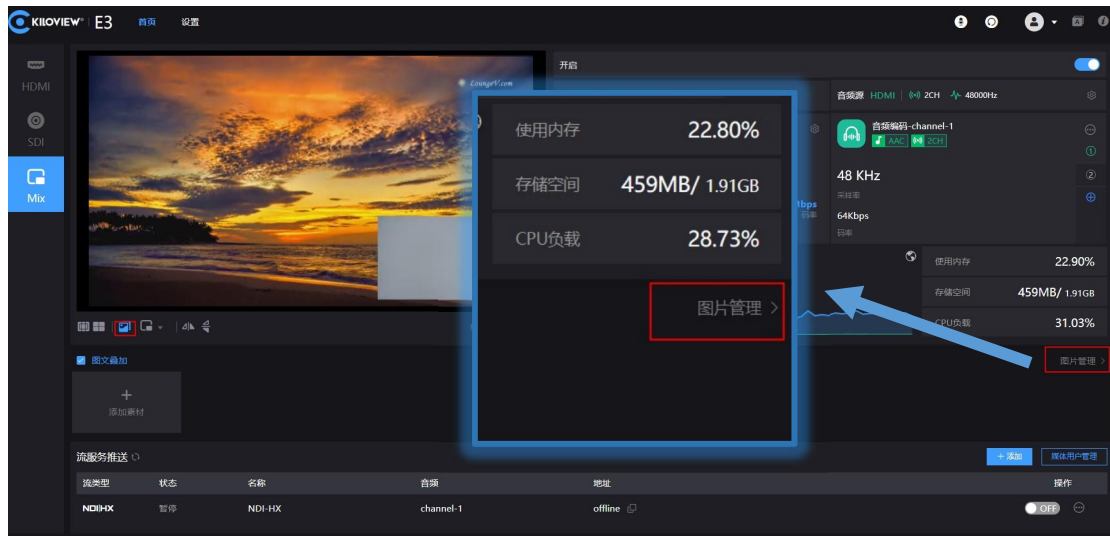 KILOVIEW® E3 首页 设置
HDMI
SDI
Mix
LoungeV.com
开启
音频源 HDMI 2CH 48000Hz
音频编码-channel-1
AAC 2CH
48 KHz
采样率
64Kbps
码率
使用内存 22.80%
存储空间 459MB/ 1.91GB
CPU负载 28.73%
图片管理 >
使用内存 22.90%
存储空间 459MB/ 1.91GB
CPU负载 31.03%
bps
码率
图文叠加
图片管理 >
+
添加素材
流服务推送
+ 添加 媒体用户管理
流类型 状态 名称 音频 地址 操作
NDI|HX 暂停 NDI-HX channel-1 offline OFF